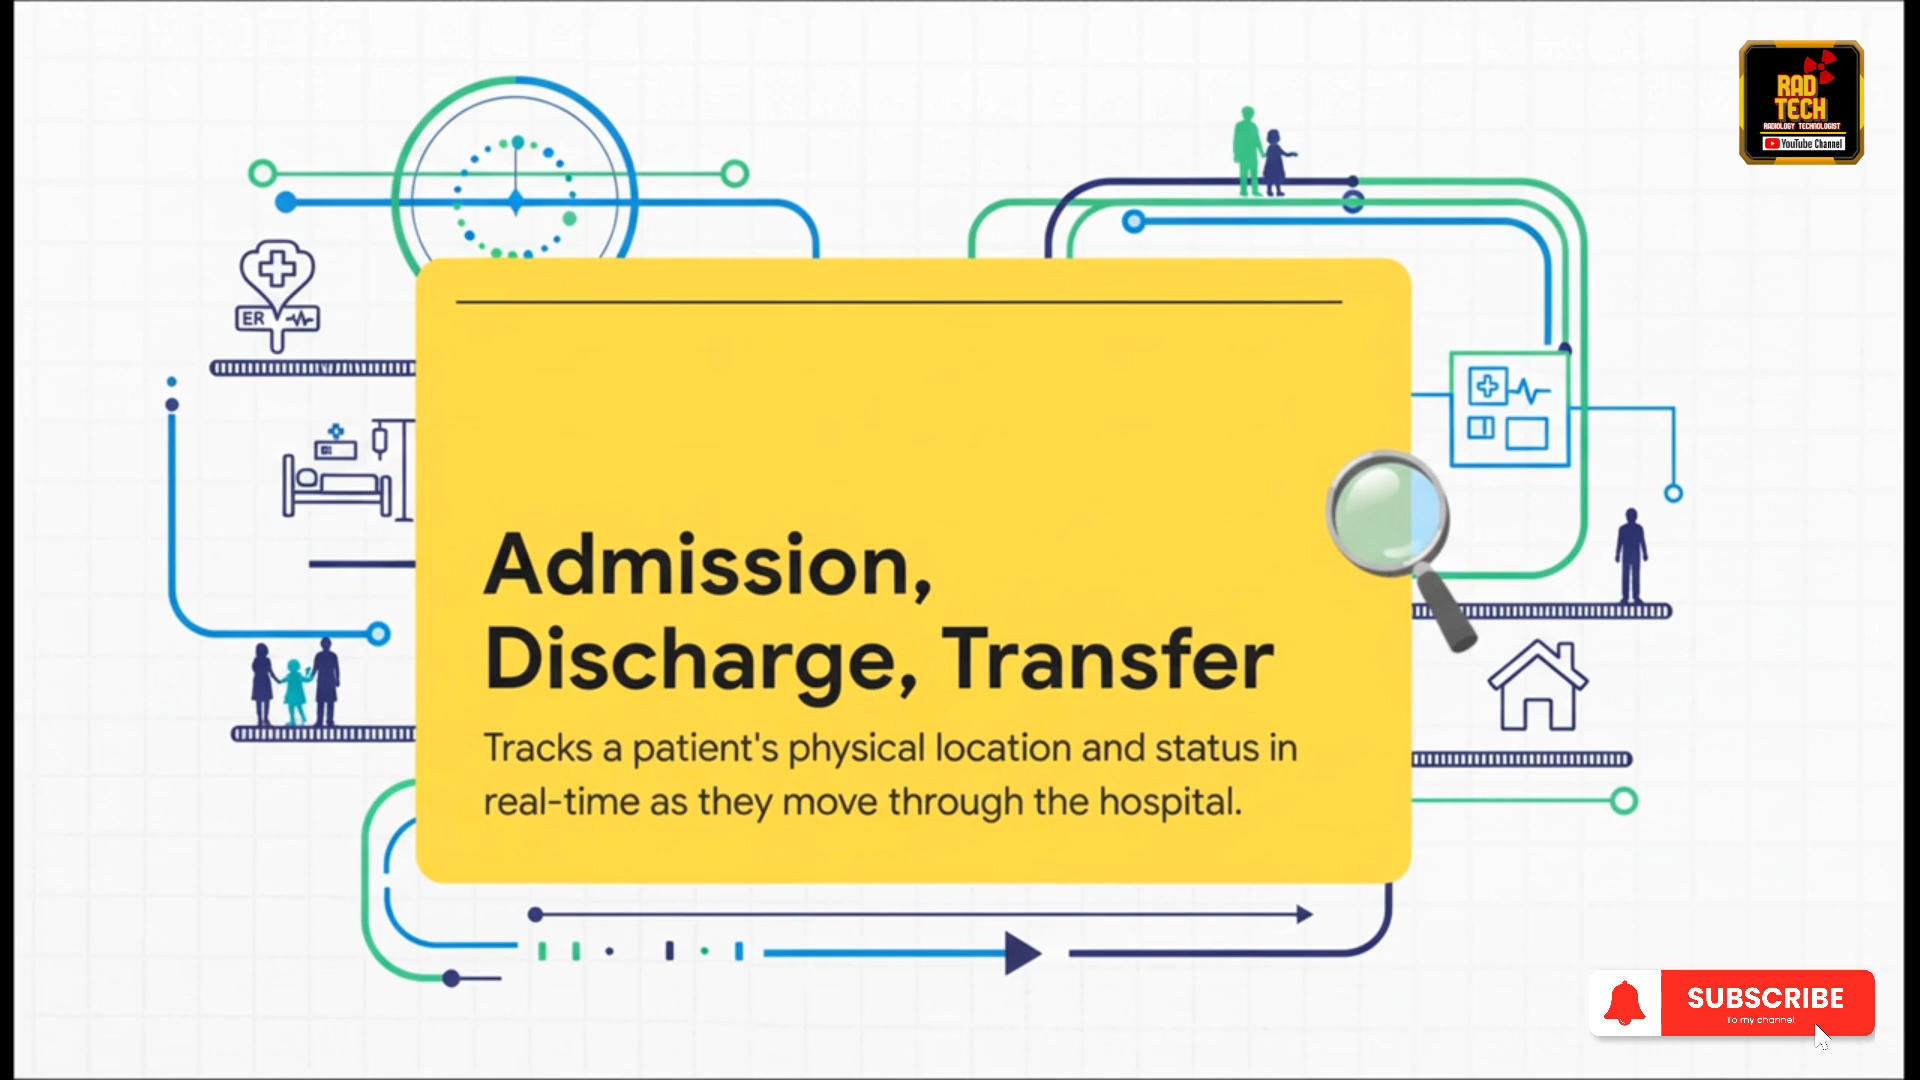 RAD
TECH
RADIOLOGY TECHNOLOGIST
YouTube Channel
ER
Admission,
Discharge, Transfer
Tracks a patient's physical location and status in
real-time as they move through the hospital.
SUBSCRIBE
To my channel